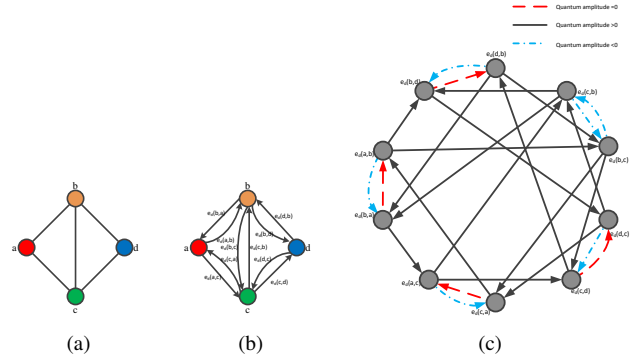 Quantum amplitude =0
Quantum amplitude >0
Quantum amplitude <0
e_d(d,b)
e_d(b,d)
e_d(c,b)
e_d(a,b)
e_d(b,c)
e_d(b,a)
e_d(d,c)
e_d(a,c)
e_d(c,d)
e_d(c,a)
b
a
d
c
b
e_d(b,a)
e_d(d,b)
e_d(a,b)
e_d(b,d)
e_d(b,c)
e_d(c,b)
a
d
e_d(c,a)
e_d(d,c)
e_d(a,c)
e_d(c,d)
c
(a)
(b)
(c)